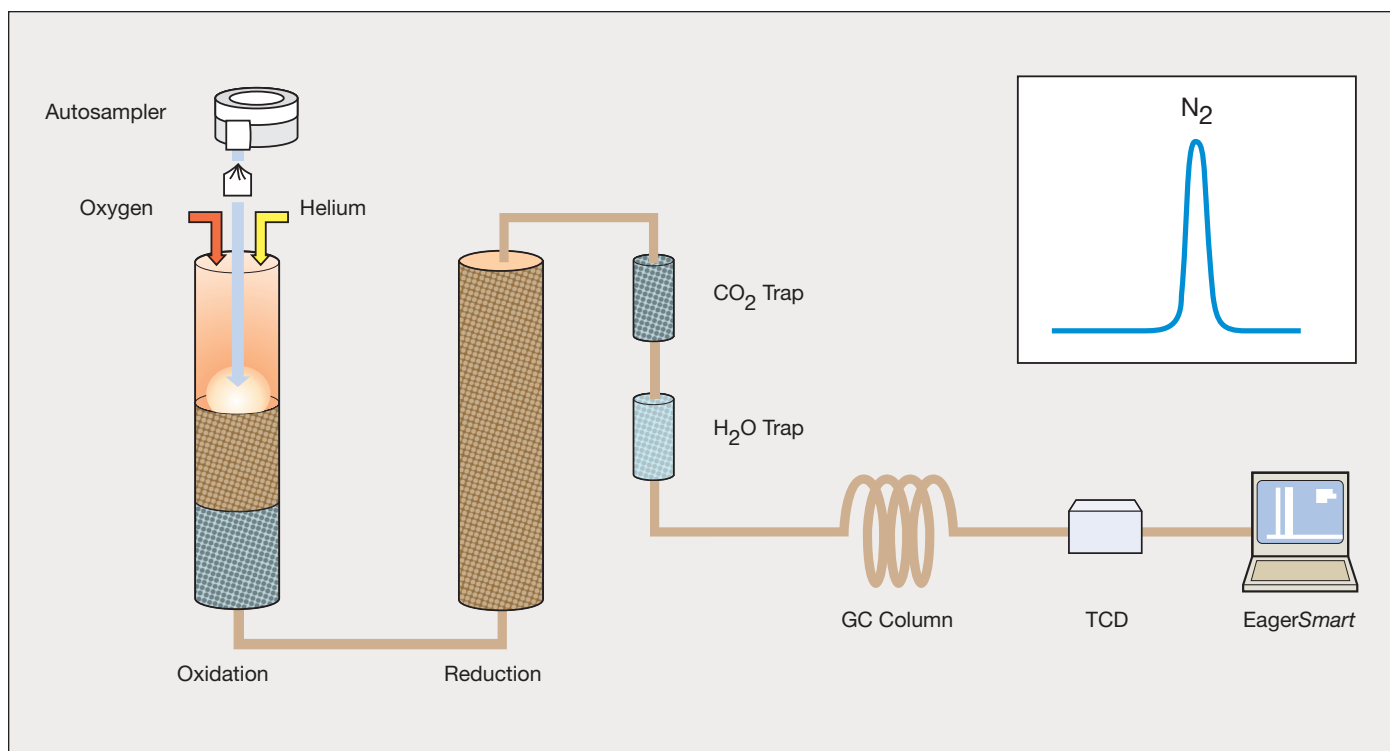 Autosampler
Oxygen
Helium
N₂
CO₂ Trap
H₂O Trap
GC Column
TCD
EagerSmart
Oxidation
Reduction